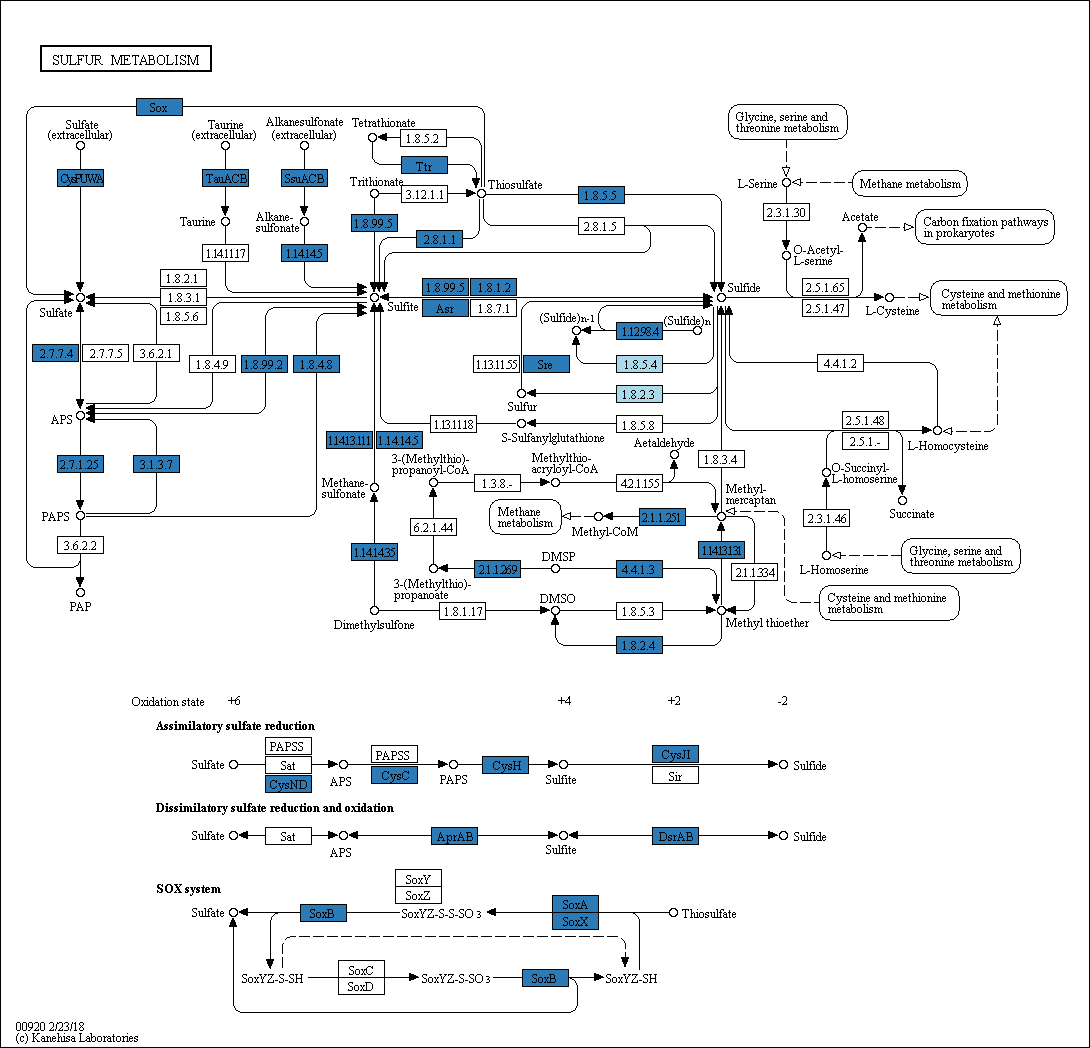 SULFUR METABOLISM
Sox
Sulfate
(extracellular)
Taurine
(extracellular)
Alkanesulfonate
(extracellular)
Tetrathionate
1.8.5.2
Glycine, serine and
threonine metabolism
CysPUWA
TauACB
SsuACB
Ttr
Trithionate
3.12.1.1
Thiosulfate
1.8.5.5
L-Serine
Methane metabolism
Taurine
Alkane-
sulfonate
1.8.99.5
2.8.1.1
2.8.1.5
2.3.1.30
Acetate
Carbon fixation pathways
in prokaryotes
1.14.11.17
1.14.14.5
O-Acetyl-
L-serine
1.8.2.1
1.8.3.1
1.8.5.6
1.8.99.5
1.8.1.2
Asr
1.8.7.1
Sulfate
Sulfite
Sulfide
2.5.1.65
2.5.1.47
L-Cysteine
Cysteine and methionine
metabolism
(Sulfide)n-1
1.12.98.4
(Sulfide)n
2.7.7.4
2.7.7.5
3.6.2.1
1.8.4.9
1.8.99.2
1.8.4.8
1.13.11.55
Sre
1.8.5.4
4.4.1.2
1.8.2.3
Sulfur
APS
1.13.11.18
1.8.5.8
S-Sulfanylglutathione
2.5.1.48
2.5.1.-
L-Homocysteine
1.14.13.111
1.14.14.5
Aetaldehyde
2.7.1.25
3.1.3.7
3-(Methylthio)-
propanoyl-CoA
Methylthio-
acryloyl-CoA
1.8.3.4
O-Succinyl-
L-homoserine
Methane-
sulfonate
1.3.8.-
4.2.1.155
Methyl-
mercaptan
Succinate
PAPS
6.2.1.44
Methane
metabolism
Methyl-CoM
2.1.1.251
2.3.1.46
3.6.2.2
1.14.14.35
DMSP
1.14.13.131
L-Homoserine
Glycine, serine and
threonine metabolism
2.1.1.269
4.4.1.3
2.1.1.334
3-(Methylthio)-
propanoate
PAP
DMSO
Cysteine and methionine
metabolism
Dimethylsulfone
1.8.1.17
1.8.5.3
Methyl thioether
1.8.2.4
Oxidation state
+6
+4
+2
-2
Assimilatory sulfate reduction
PAPSS
Sat
CysND
PAPSS
CysC
CysH
CysJI
Sir
Sulfate
APS
PAPS
Sulfite
Sulfide
Dissimilatory sulfate reduction and oxidation
Sulfate
Sat
APS
AprAB
Sulfite
DsrAB
Sulfide
SOX system
SoxY
SoxZ
SoxA
SoxX
Sulfate
SoxB
SoxYZ-S-S-SO3
Thiosulfate
SoxYZ-S-SH
SoxC
SoxD
SoxYZ-S-SO3
SoxB
SoxYZ-SH
00920 2/23/18
(c) Kanehisa Laboratories